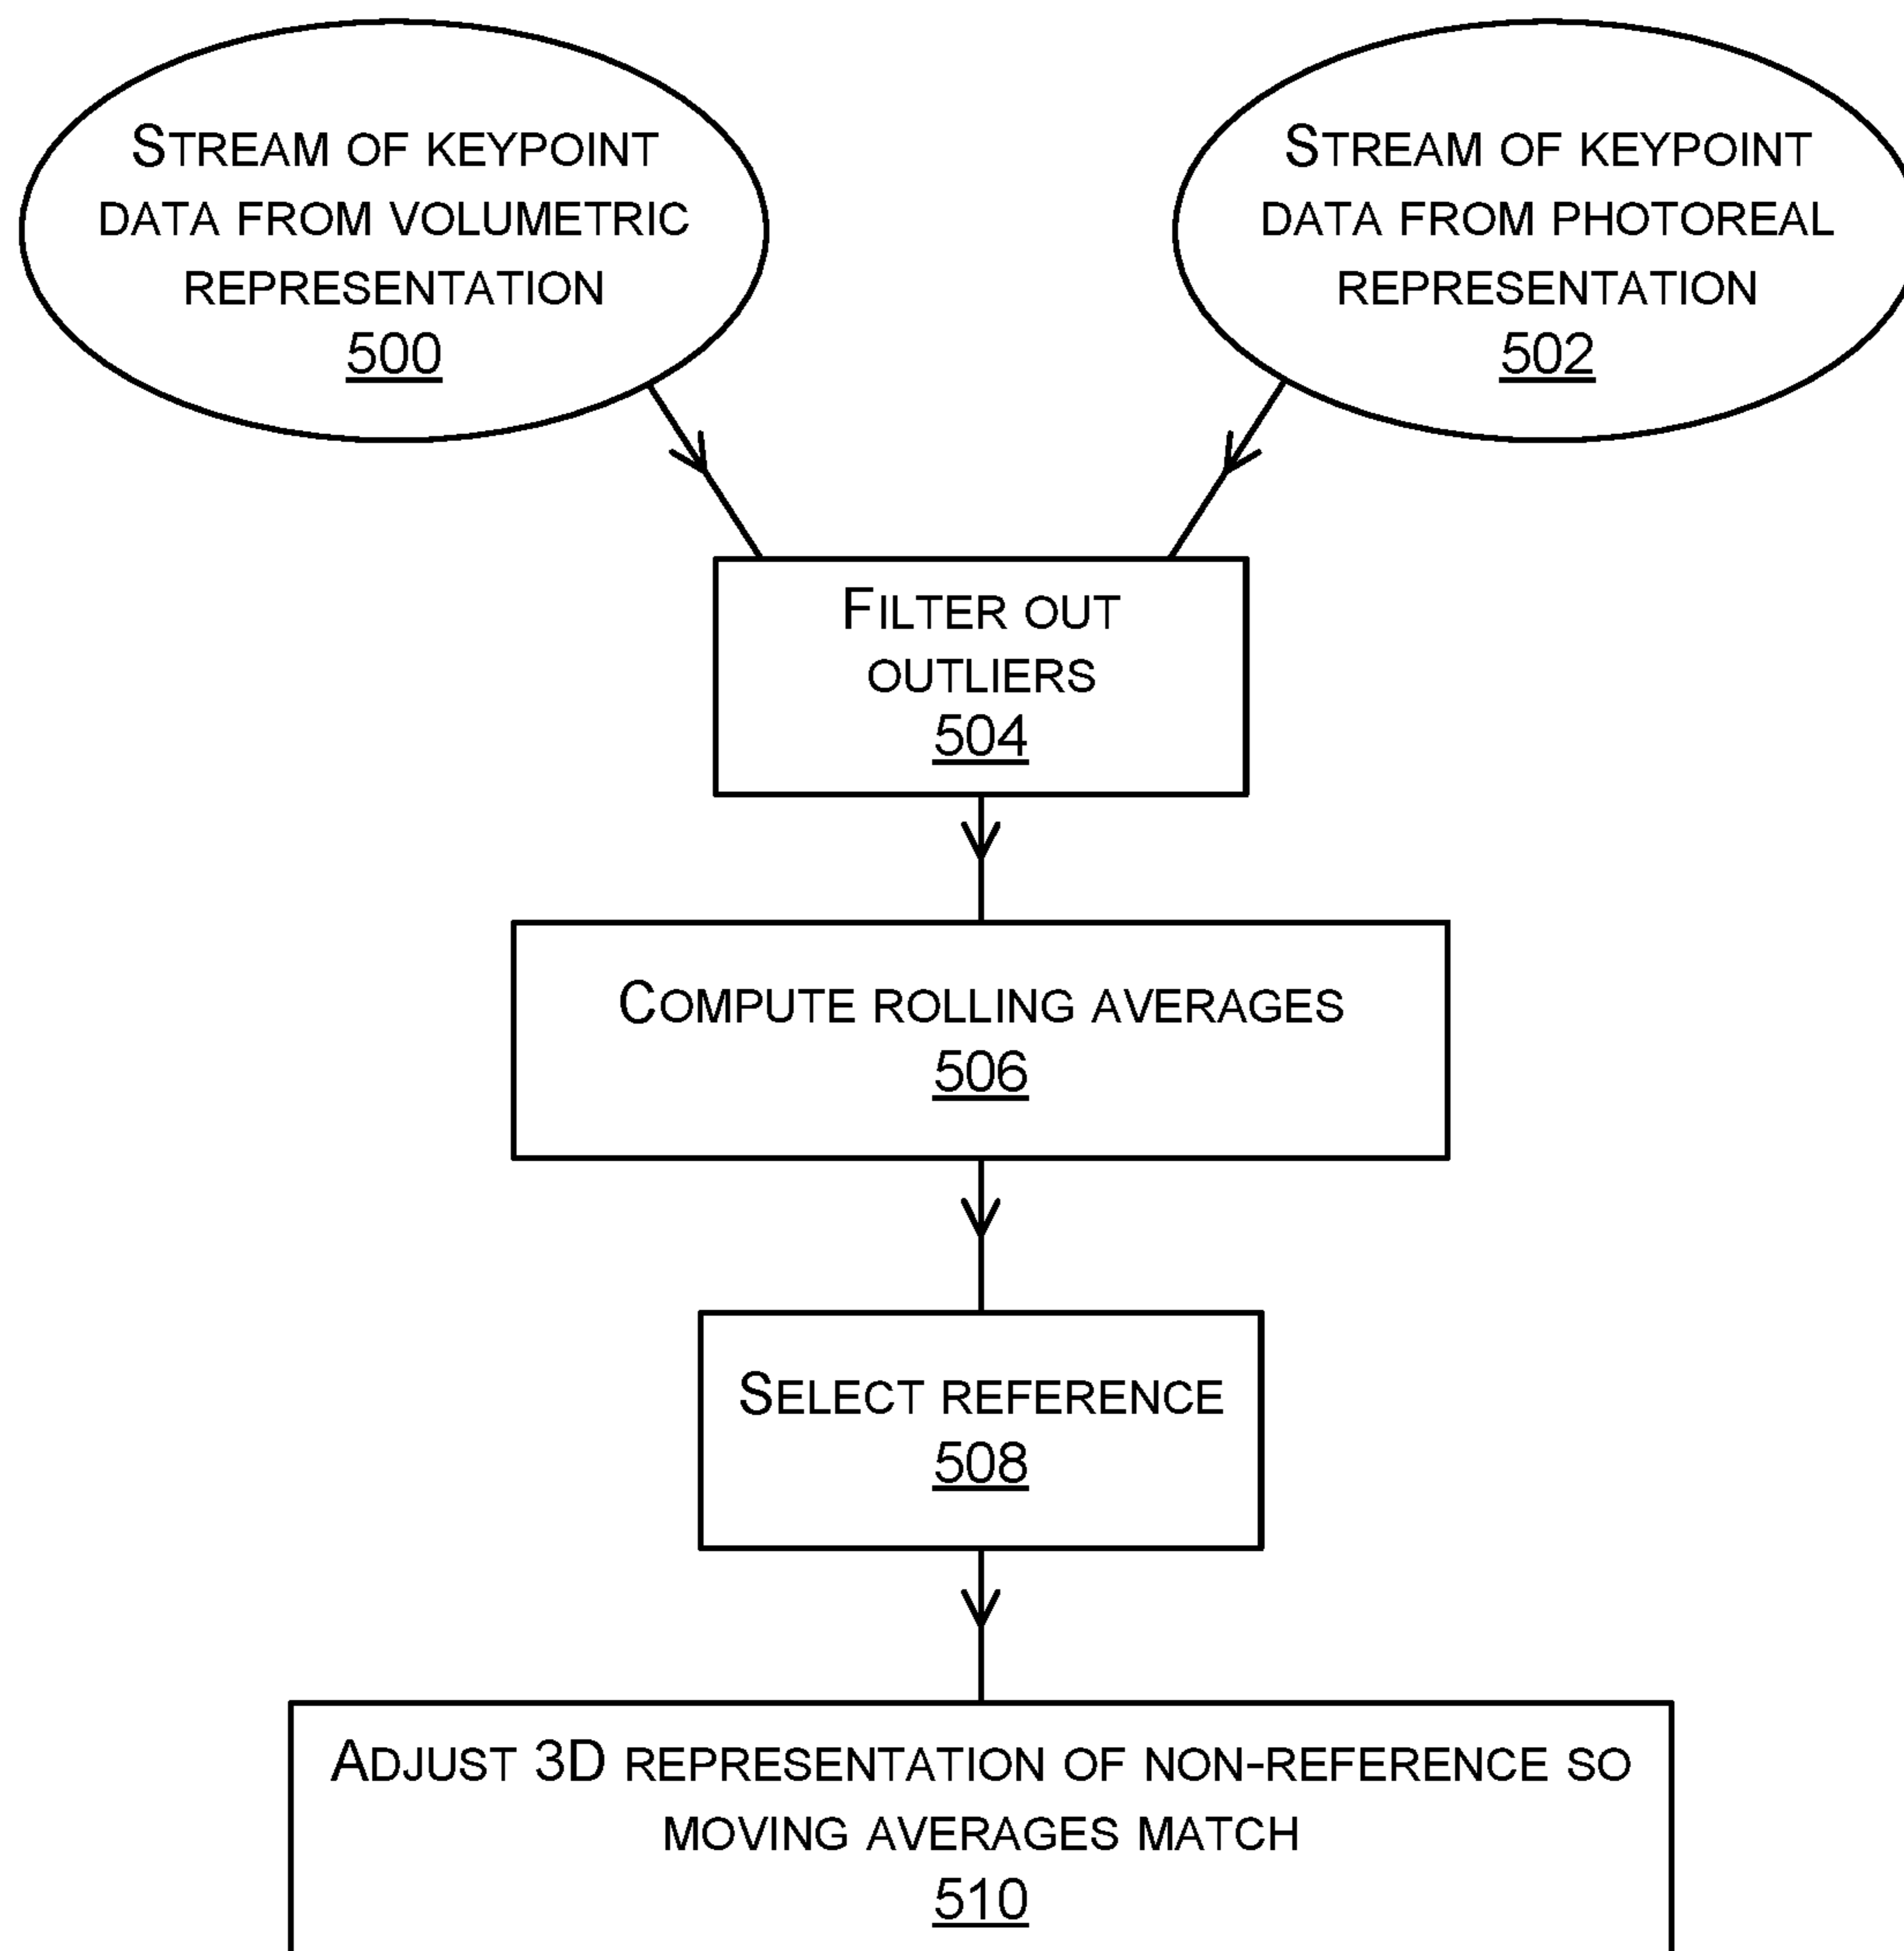 STREAM OF KEYPOINT
DATA FROM VOLUMETRIC
REPRESENTATION
500
STREAM OF KEYPOINT
DATA FROM PHOTOREAL
REPRESENTATION
502
FILTER OUT
OUTLIERS
504
COMPUTE ROLLING AVERAGES
506
SELECT REFERENCE
508
ADJUST 3D REPRESENTATION OF NON-REFERENCE SO
MOVING AVERAGES MATCH
510